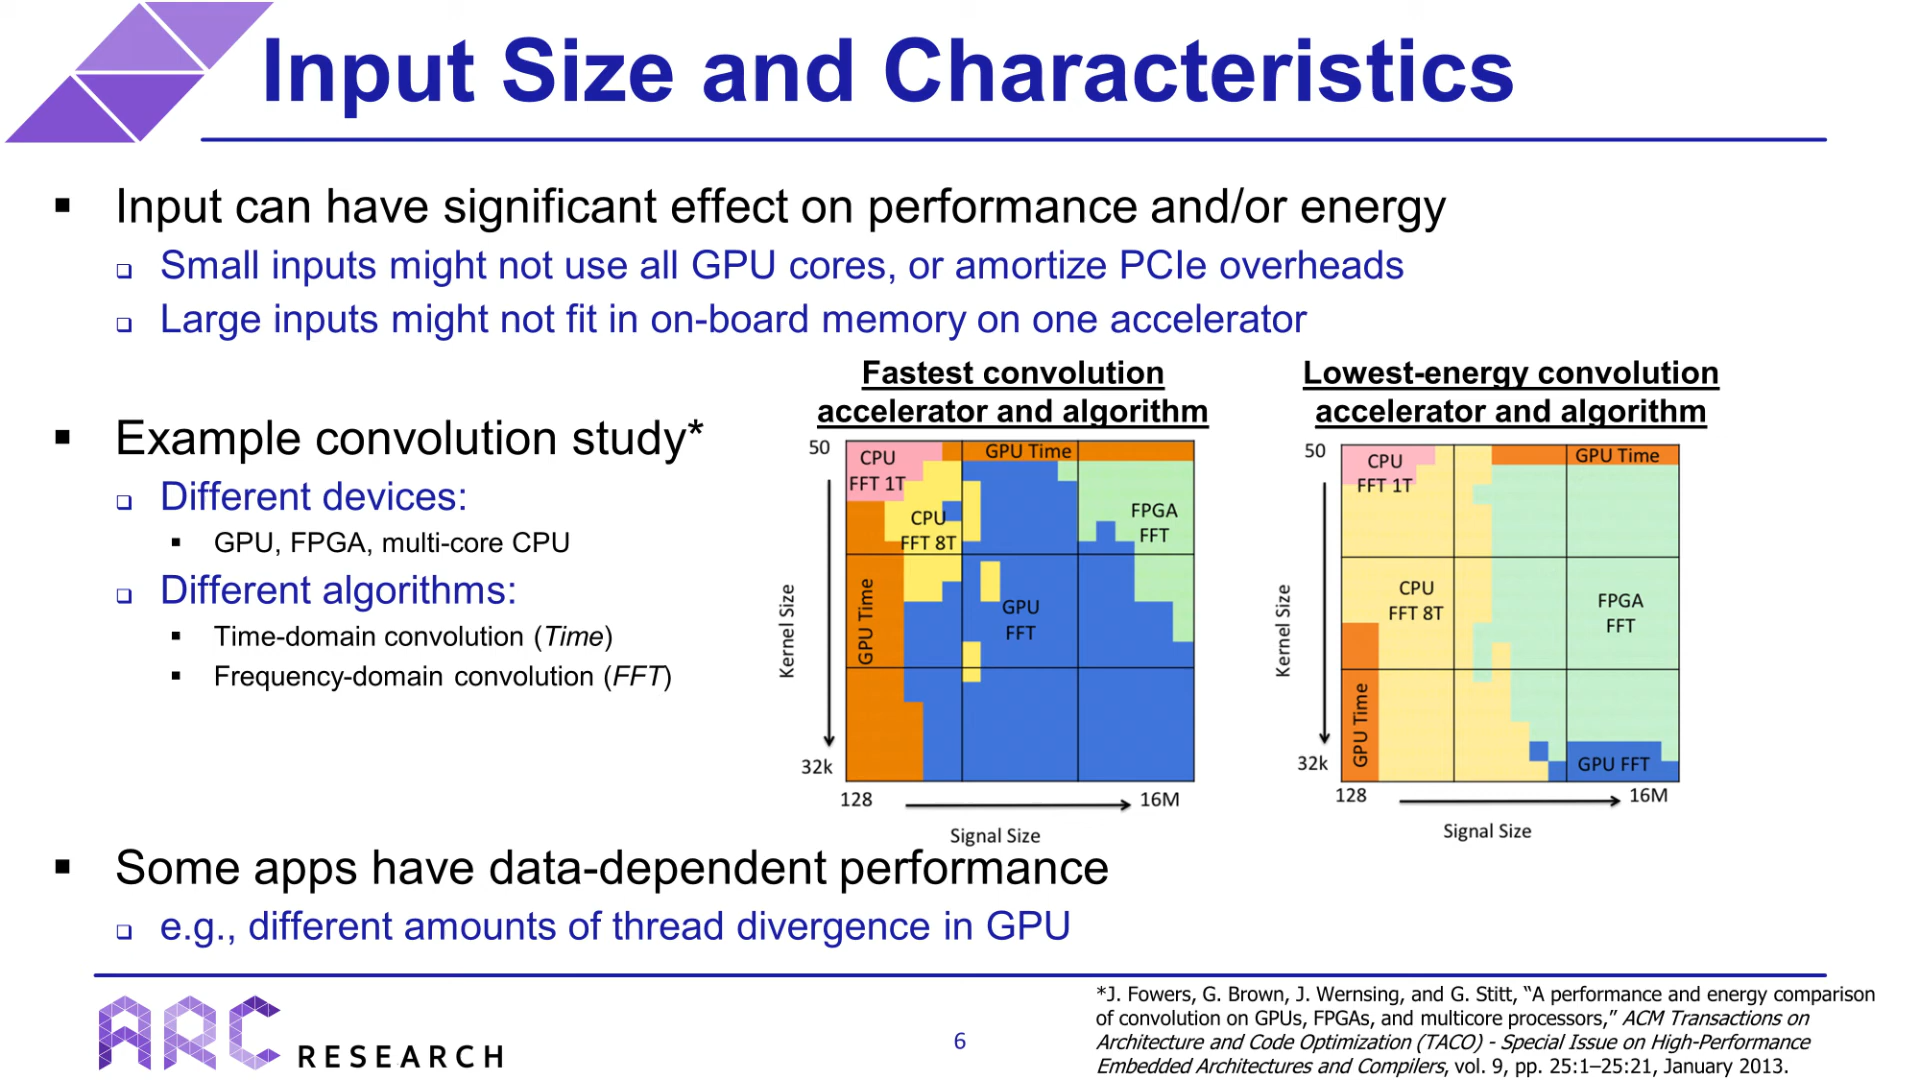 Input Size and Characteristics
▪ Input can have significant effect on performance and/or energy
❑ Small inputs might not use all GPU cores, or amortize PCIe overheads
❑ Large inputs might not fit in on-board memory on one accelerator
▪ Example convolution study*
❑ Different devices:
▪ GPU, FPGA, multi-core CPU
❑ Different algorithms:
▪ Time-domain convolution (Time)
▪ Frequency-domain convolution (FFT)
Fastest convolution
accelerator and algorithm
50
Kernel Size
32k
CPU
FFT 1T
GPU Time
CPU
FFT 8T
FPGA
FFT
GPU Time
GPU
FFT
128
16M
Signal Size
Lowest-energy convolution
accelerator and algorithm
50
Kernel Size
32k
CPU
FFT 1T
GPU Time
CPU
FFT 8T
FPGA
FFT
GPU Time
GPU FFT
128
16M
Signal Size
▪ Some apps have data-dependent performance
❑ e.g., different amounts of thread divergence in GPU
ARC RESEARCH
6
*J. Fowers, G. Brown, J. Wernsing, and G. Stitt, “A performance and energy comparison
of convolution on GPUs, FPGAs, and multicore processors,” ACM Transactions on
Architecture and Code Optimization (TACO) - Special Issue on High-Performance
Embedded Architectures and Compilers, vol. 9, pp. 25:1–25:21, January 2013.